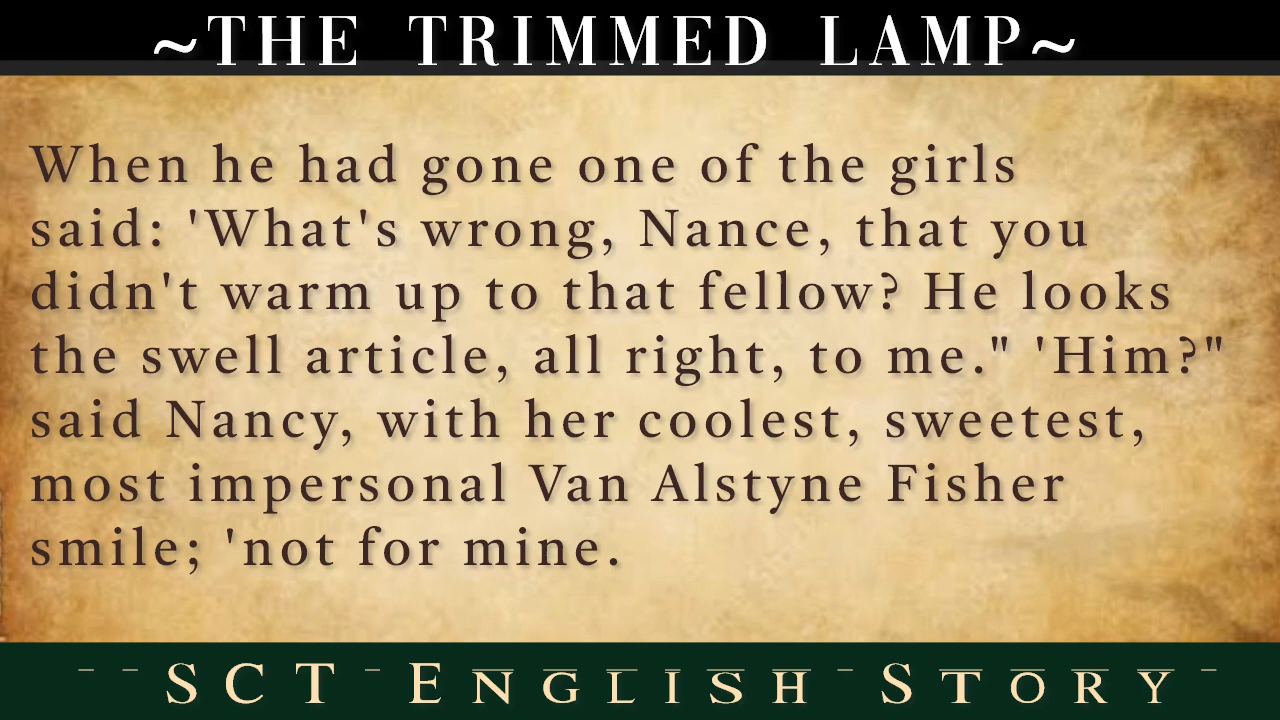 ~THE TRIMMED LAMP~
When he had gone one of the girls
said: 'What's wrong, Nance, that you
didn't warm up to that fellow? He looks
the swell article, all right, to me." 'Him?"
said Nancy, with her coolest, sweetest,
most impersonal Van Alstyne Fisher
smile; 'not for mine.
SCT English Story